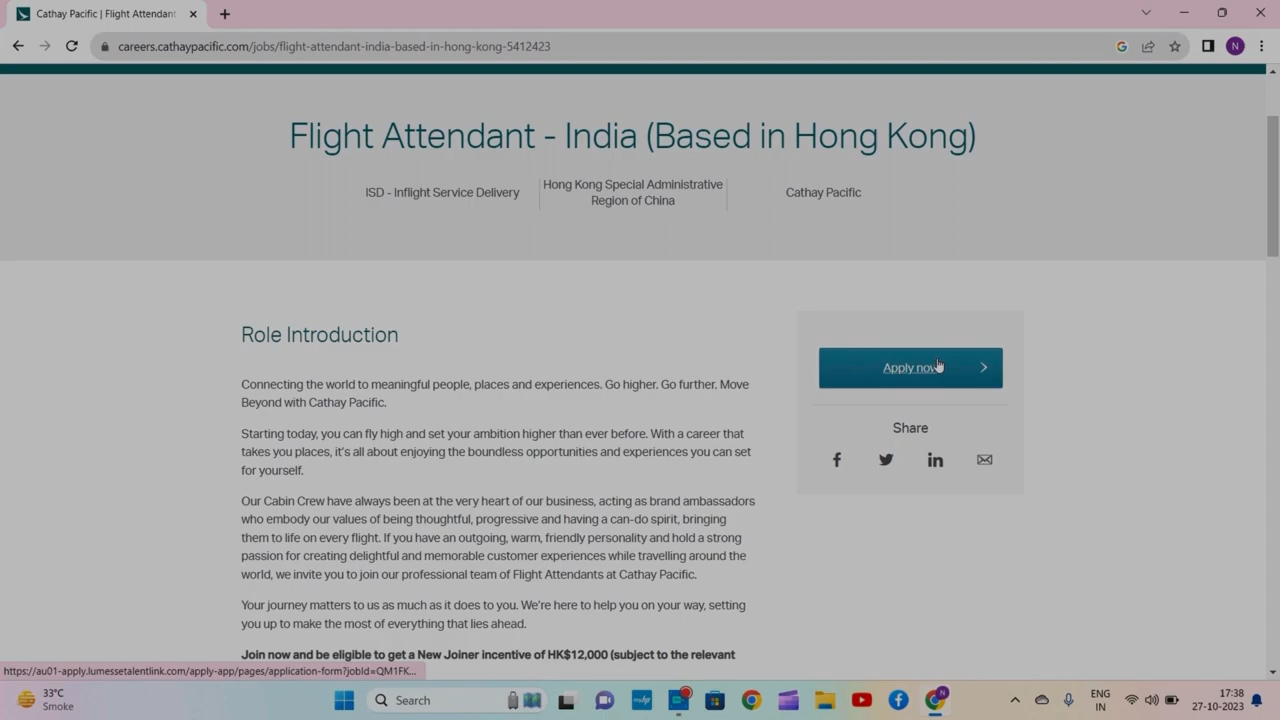 Cathay Pacific | Flight Attendant
careers.cathaypacific.com/jobs/flight-attendant-india-based-in-hong-kong-5412423
N
Flight Attendant - India (Based in Hong Kong)
ISD - Inflight Service Delivery
Hong Kong Special Administrative
Region of China
Cathay Pacific
Role Introduction
Connecting the world to meaningful people, places and experiences. Go higher. Go further. Move
Beyond with Cathay Pacific.
Starting today, you can fly high and set your ambition higher than ever before. With a career that
takes you places, it's all about enjoying the boundless opportunities and experiences you can set
for yourself.
Our Cabin Crew have always been at the very heart of our business, acting as brand ambassadors
who embody our values of being thoughtful, progressive and having a can-do spirit, bringing
them to life on every flight. If you have an outgoing, warm, friendly personality and hold a strong
passion for creating delightful and memorable customer experiences while travelling around the
world, we invite you to join our professional team of Flight Attendants at Cathay Pacific.
Your journey matters to us as much as it does to you. We're here to help you on your way, setting
you up to make the most of everything that lies ahead.
Join now and be eligible to get a New Joiner incentive of HK$12,000 (subject to the relevant
Apply now
Share
https://au01-apply.lumessetalentlink.com/apply-app/pages/application-form?jobId=QM1FK...
33°C
Smoke
Search
N
ENG
IN
17:38
27-10-2023